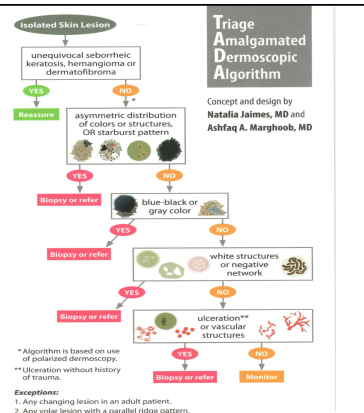 Isolated Skin Lesion
unequivocal seborrheic
keratosis, hemangioma or
dermatofibroma
YES
NO
Reassure
*
asymmetric distribution
of colors or structures,
OR starburst pattern
YES
NO
Biopsy or refer
blue-black or
gray color
YES
NO
Biopsy or refer
white structures
or negative
network
YES
NO
Biopsy or refer
ulceration**
or vascular
structures
YES
NO
Biopsy or refer
Monitor
Triage
Amalgamated
Dermoscopic
Algorithm
Concept and design by
Natalia Jaimes, MD and
Ashfaq A. Marghoob, MD
* Algorithm is based on use
of polarized dermoscopy.
** Ulceration without history
of trauma.
Exceptions:
1. Any changing lesion in an adult patient.
2. Any volar lesion with a parallel ridge pattern.